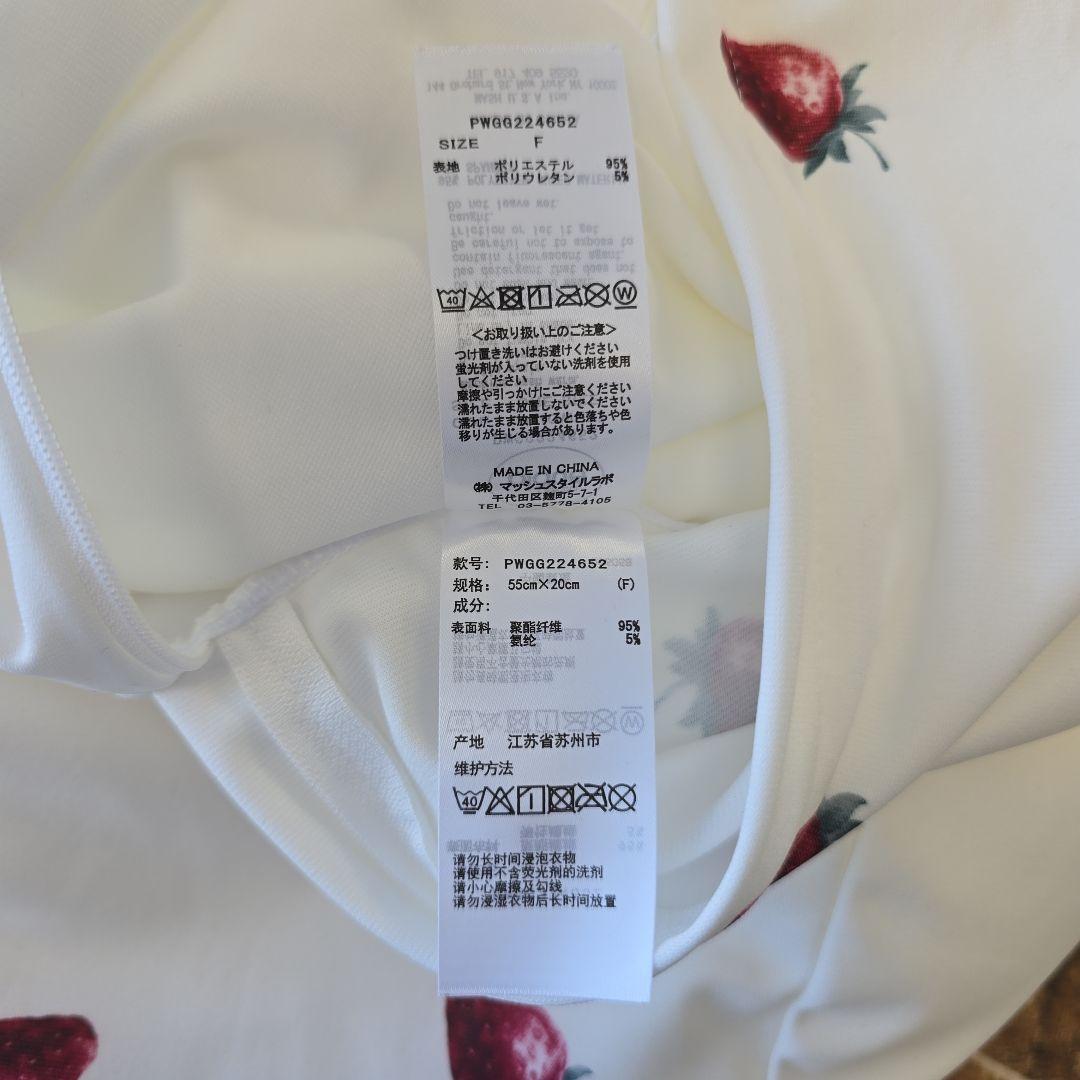 PWGG224652
SIZE F
表地 ポリエステル 95%
ポリウレタン 5%
40
W
<お取り扱い上のご注意>
つけ置き洗いはお避けください
蛍光剤が入っていない洗剤を使用
してください
摩擦や引っかけにご注意ください
濡れたまま放置しないでください
濡れたまま放置すると色落ちや色
移りが生じる場合があります。
MADE IN CHINA
(株) マッシュスタイルラボ
千代田区麹町5-7-1
TEL 03-5778-4105
款号: PWGG224652
规格: 55cm×20cm (F)
成分:
表面料 聚酯纤维 95%
氨纶 5%
产地 江苏省苏州市
维护方法
40
请勿长时间浸泡衣物
请使用不含荧光剂的洗剂
请小心摩擦及勾线
请勿浸湿衣物后长时间放置